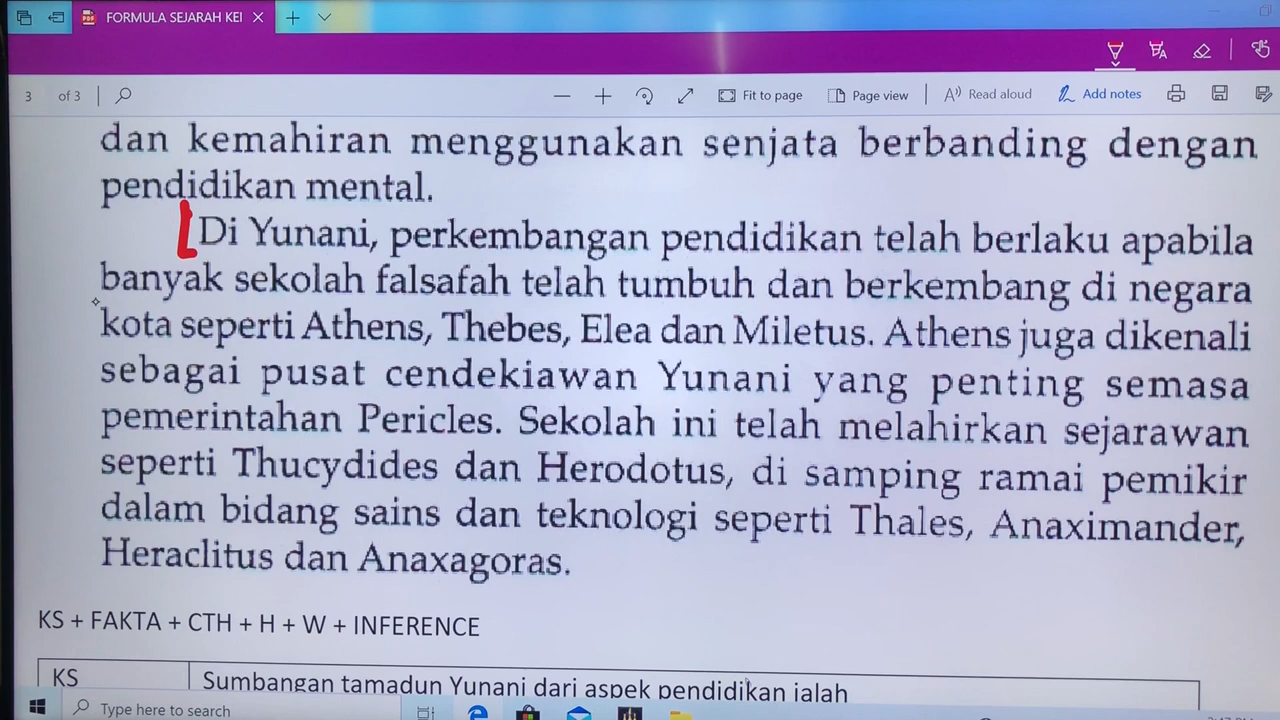 FORMULA SEJARAH KEI
3 of 3
Fit to page
Page view
Read aloud
Add notes
dan kemahiran menggunakan senjata berbanding dengan
pendidikan mental.
Di Yunani, perkembangan pendidikan telah berlaku apabila
banyak sekolah falsafah telah tumbuh dan berkembang di negara
kota seperti Athens, Thebes, Elea dan Miletus. Athens juga dikenali
sebagai pusat cendekiawan Yunani yang penting semasa
pemerintahan Pericles. Sekolah ini telah melahirkan sejarawan
seperti Thucydides dan Herodotus, di samping ramai pemikir
dalam bidang sains dan teknologi seperti Thales, Anaximander,
Heraclitus dan Anaxagoras.
KS + FAKTA + CTH + H + W + INFERENCE
KS
Sumbangan tamadun Yunani dari aspek pendidikan ialah
Type here to search